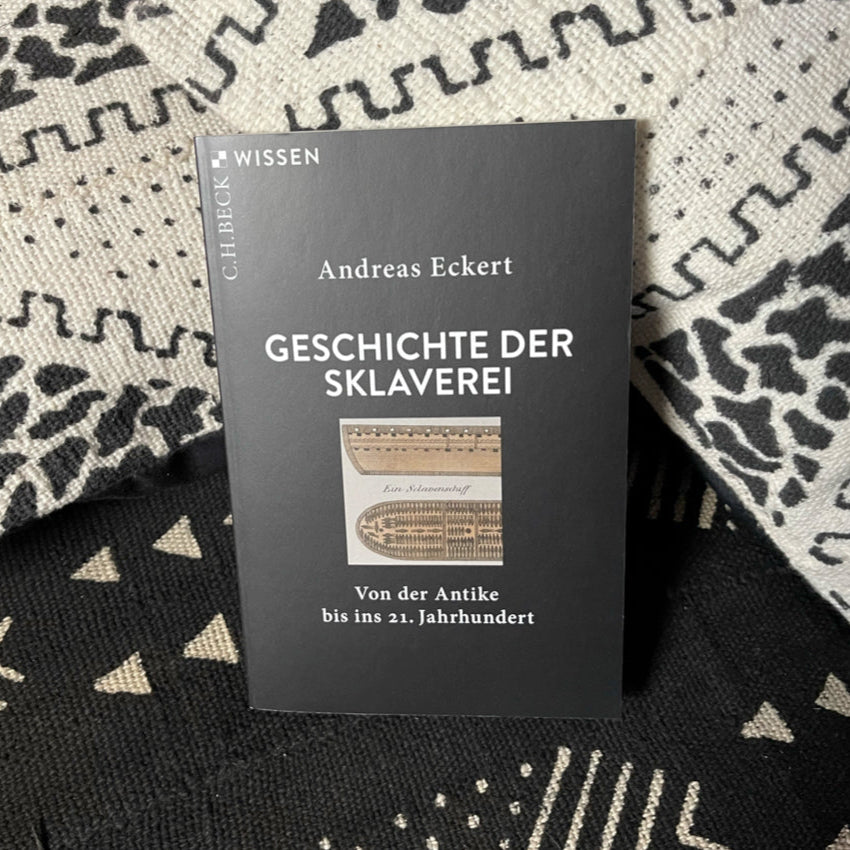 WISSEN
C.H.BECK
Andreas Eckert
GESCHICHTE DER
SKLAVEREI
Ein Sclavenschiff
Von der Antike
bis ins 21. Jahrhundert